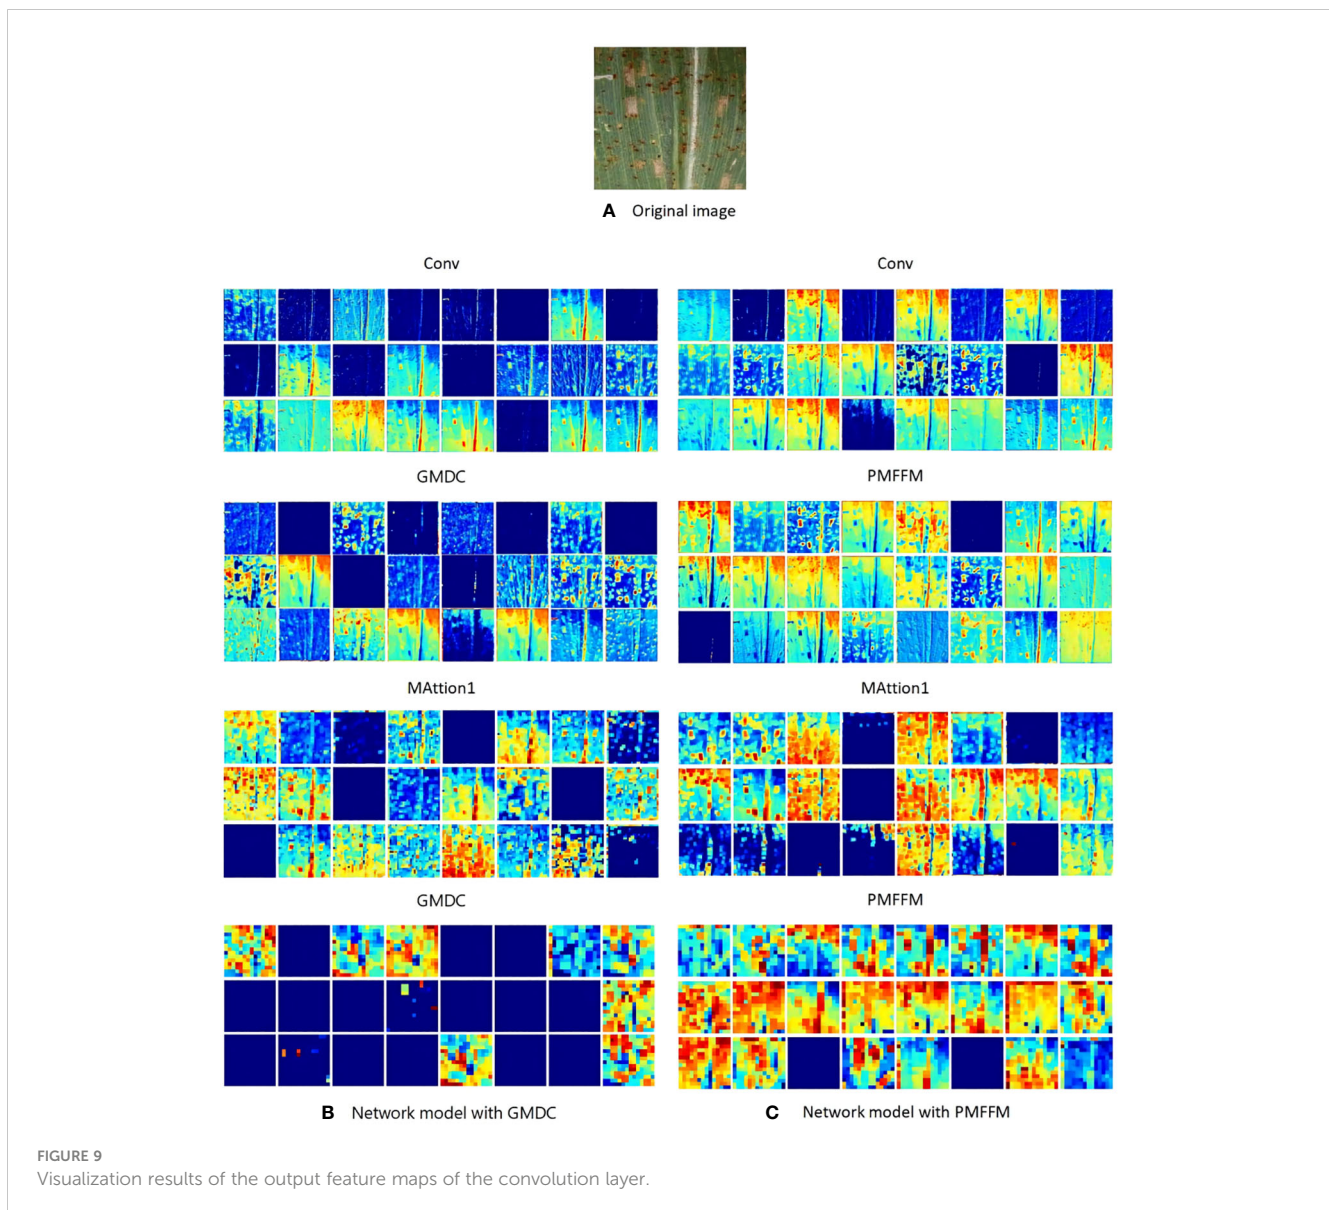 A Original image
Conv
Conv
GMDC
PMFFM
MAttion1
MAttion1
GMDC
PMFFM
B Network model with GMDC
C Network model with PMFFM
FIGURE 9
Visualization results of the output feature maps of the convolution layer.